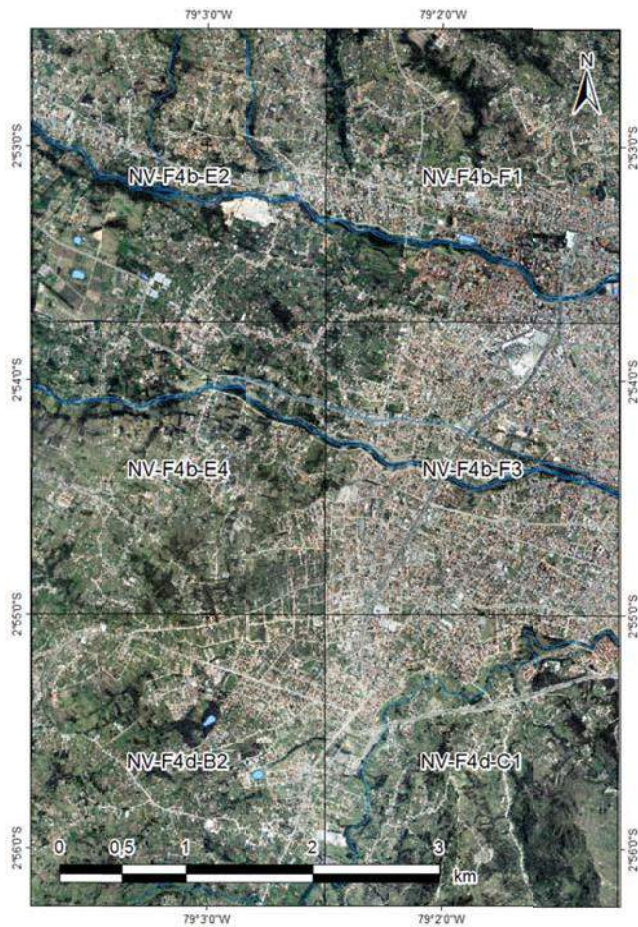 79°3'0"W 79°2'0"W
N
2°53'0"S 2°53'0"S
NV-F4b-E2 NV-F4b-F1
2°54'0"S 2°54'0"S
NV-F4b-E4 NV-F4b-F3
2°55'0"S 2°55'0"S
NV-F4d-B2 NV-F4d-C1
2°56'0"S 2°56'0"S
0 0,5 1 2 3
km
79°3'0"W 79°2'0"W